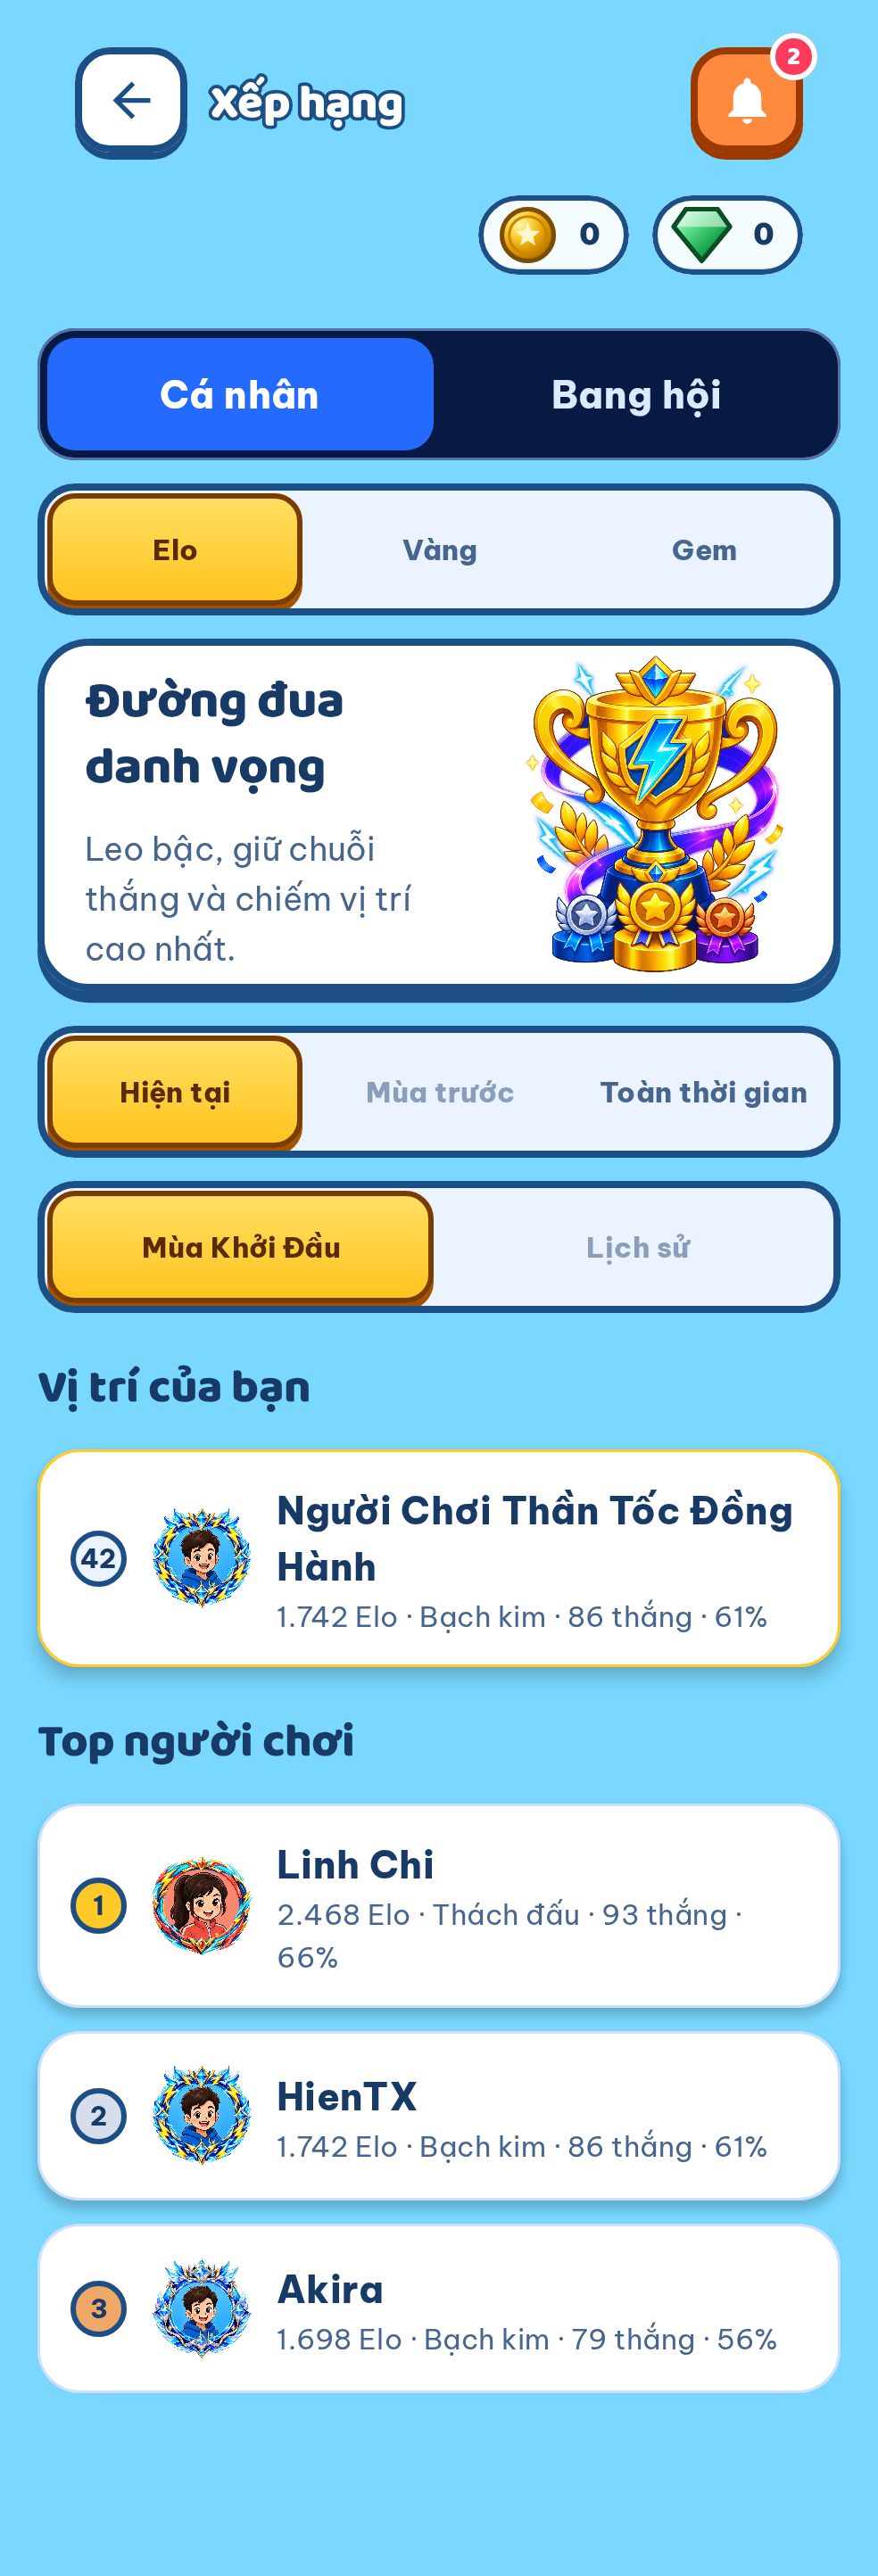 Xếp hạng
2
0
0
Cá nhân
Bang hội
Elo
Vàng
Gem
Đường đua
danh vọng
Leo bậc, giữ chuỗi
thắng và chiếm vị trí
cao nhất.
Hiện tại
Mùa trước
Toàn thời gian
Mùa Khởi Đầu
Lịch sử
Vị trí của bạn
42
Người Chơi Thần Tốc Đồng
Hành
1.742 Elo · Bạch kim · 86 thắng · 61%
Top người chơi
1
Linh Chi
2.468 Elo · Thách đấu · 93 thắng ·
66%
2
HienTX
1.742 Elo · Bạch kim · 86 thắng · 61%
3
Akira
1.698 Elo · Bạch kim · 79 thắng · 56%